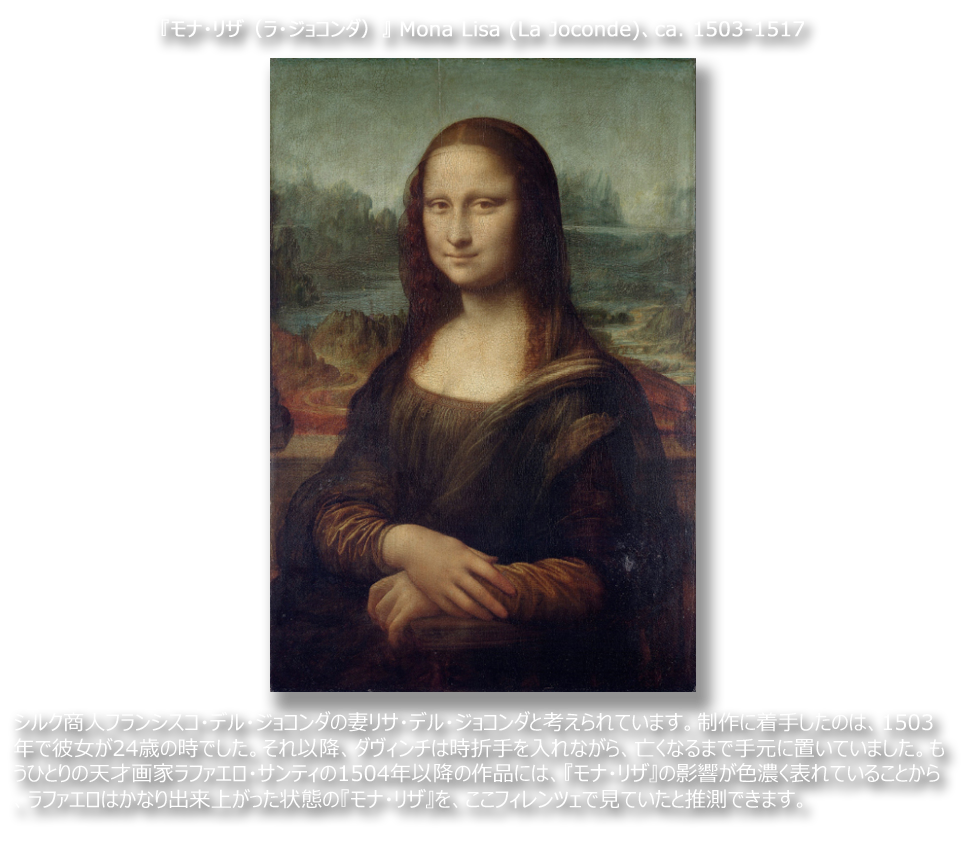 『モナ・リザ（ラ・ジョコンダ）』 Mona Lisa (La Joconde)、ca. 1503-1517
シルク商人フランシスコ・デル・ジョコンダの妻リサ・デル・ジョコンダと考えられています。制作に着手したのは、1503
年で彼女が24歳の時でした。それ以降、ダヴィンチは時折手を入れながら、亡くなるまで手元に置いていました。も
うひとりの天才画家ラファエロ・サンティの1504年以降の作品には、『モナ・リザ』の影響が色濃く表れていることから
、ラファエロはかなり出来上がった状態の『モナ・リザ』を、ここフィレンツェで見ていたと推測できます。